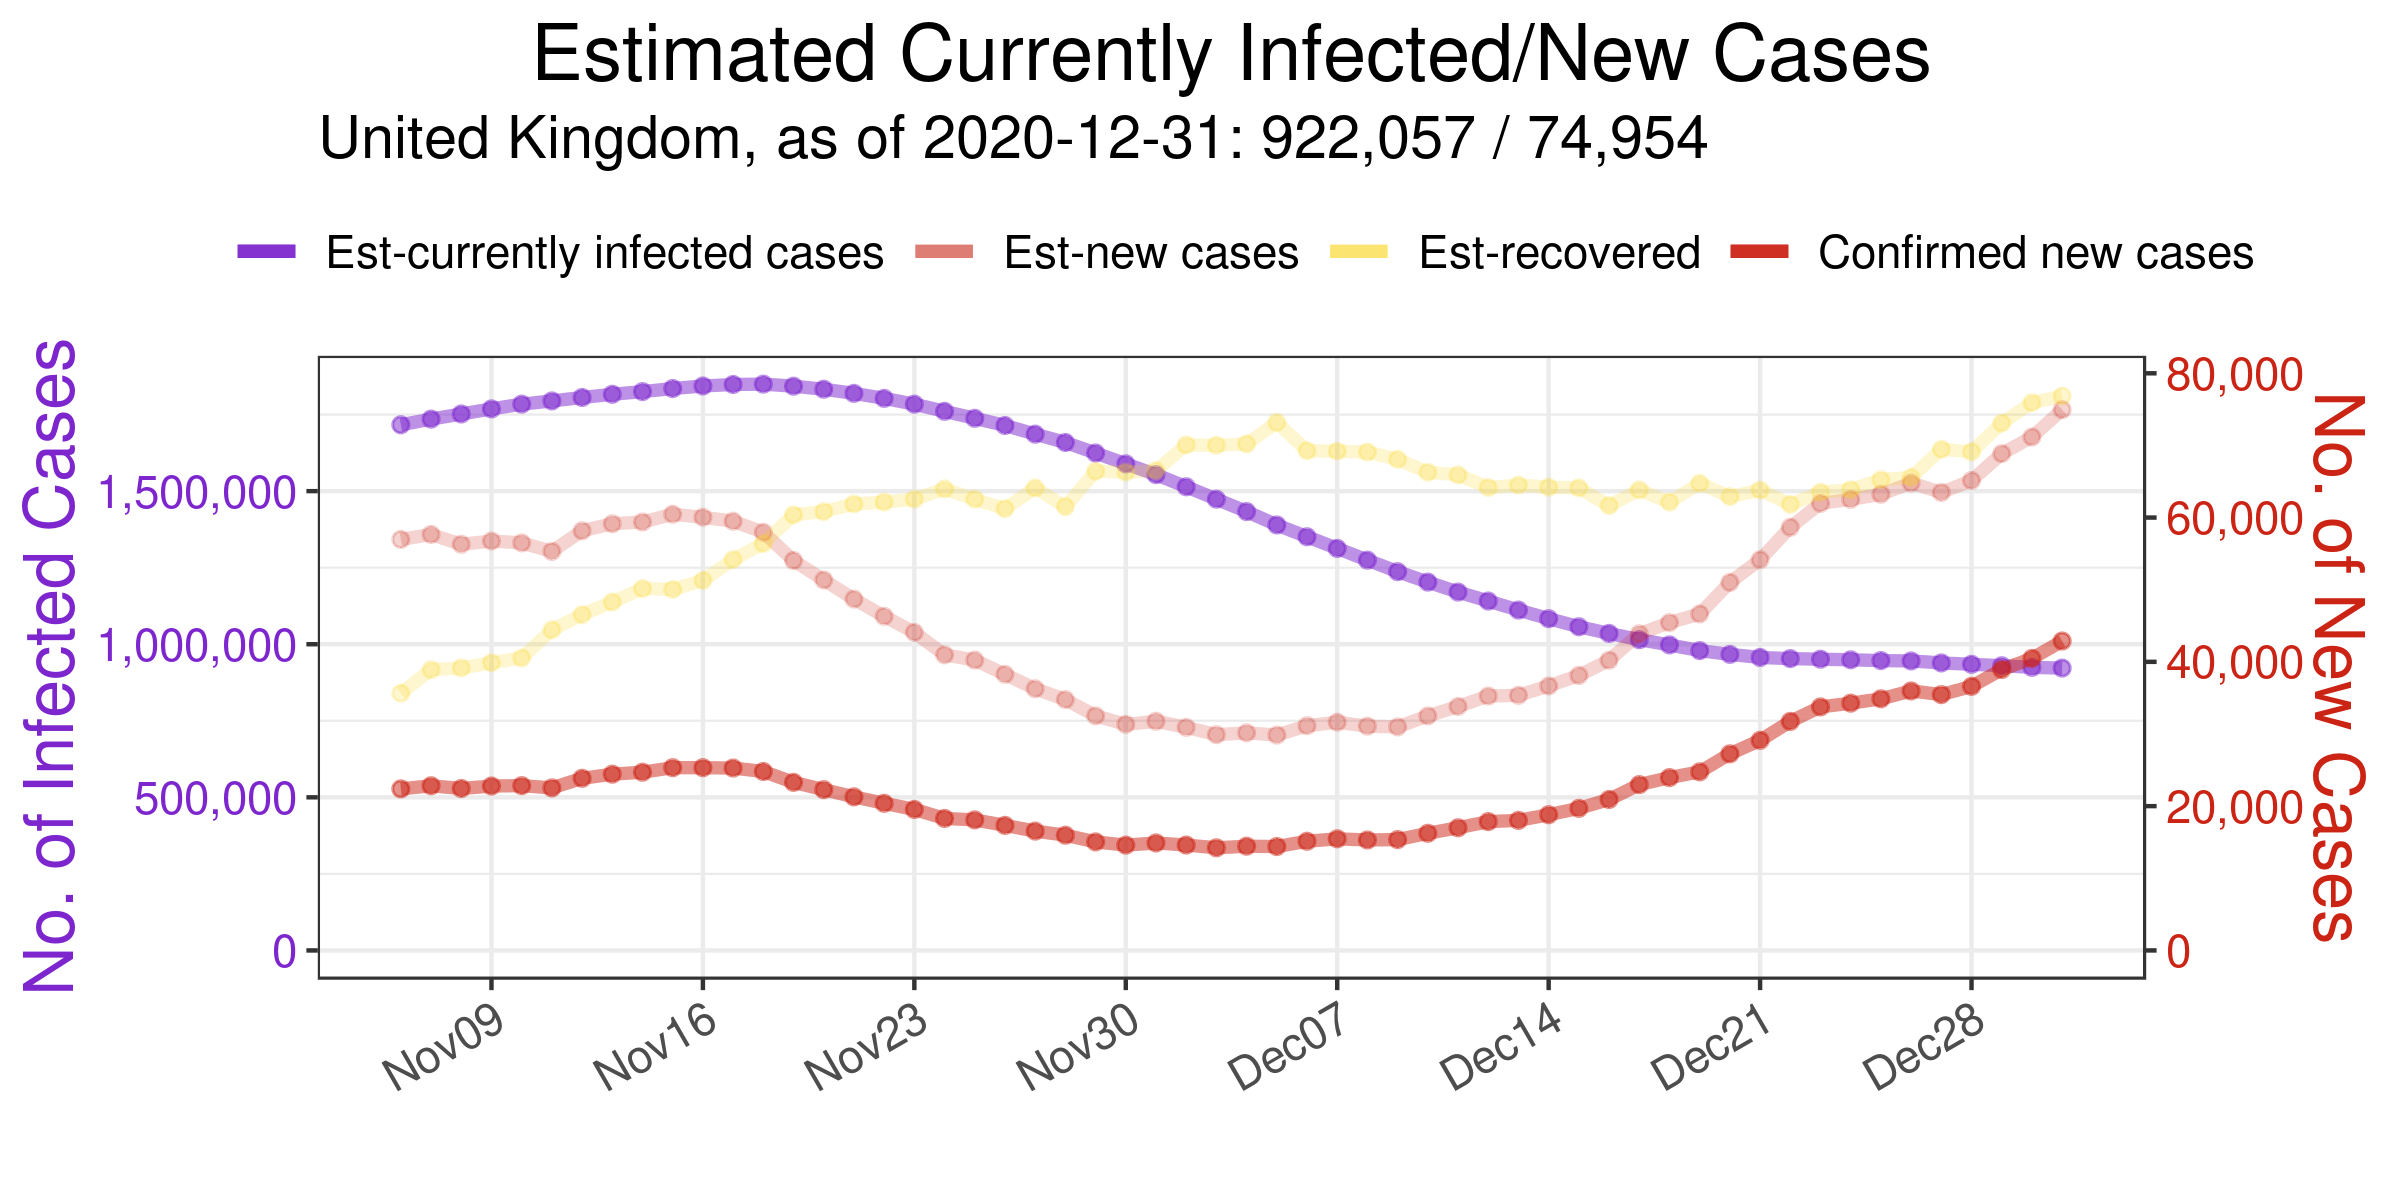 Estimated Currently Infected/New Cases
United Kingdom, as of 2020-12-31: 922,057 / 74,954
Est-currently infected cases Est-new cases Est-recovered Confirmed new cases
No. of Infected Cases
1,500,000
1,000,000
500,000
0
80,000
60,000
40,000
20,000
0
No. of New Cases
Nov09 Nov16 Nov23 Nov30 Dec07 Dec14 Dec21 Dec28